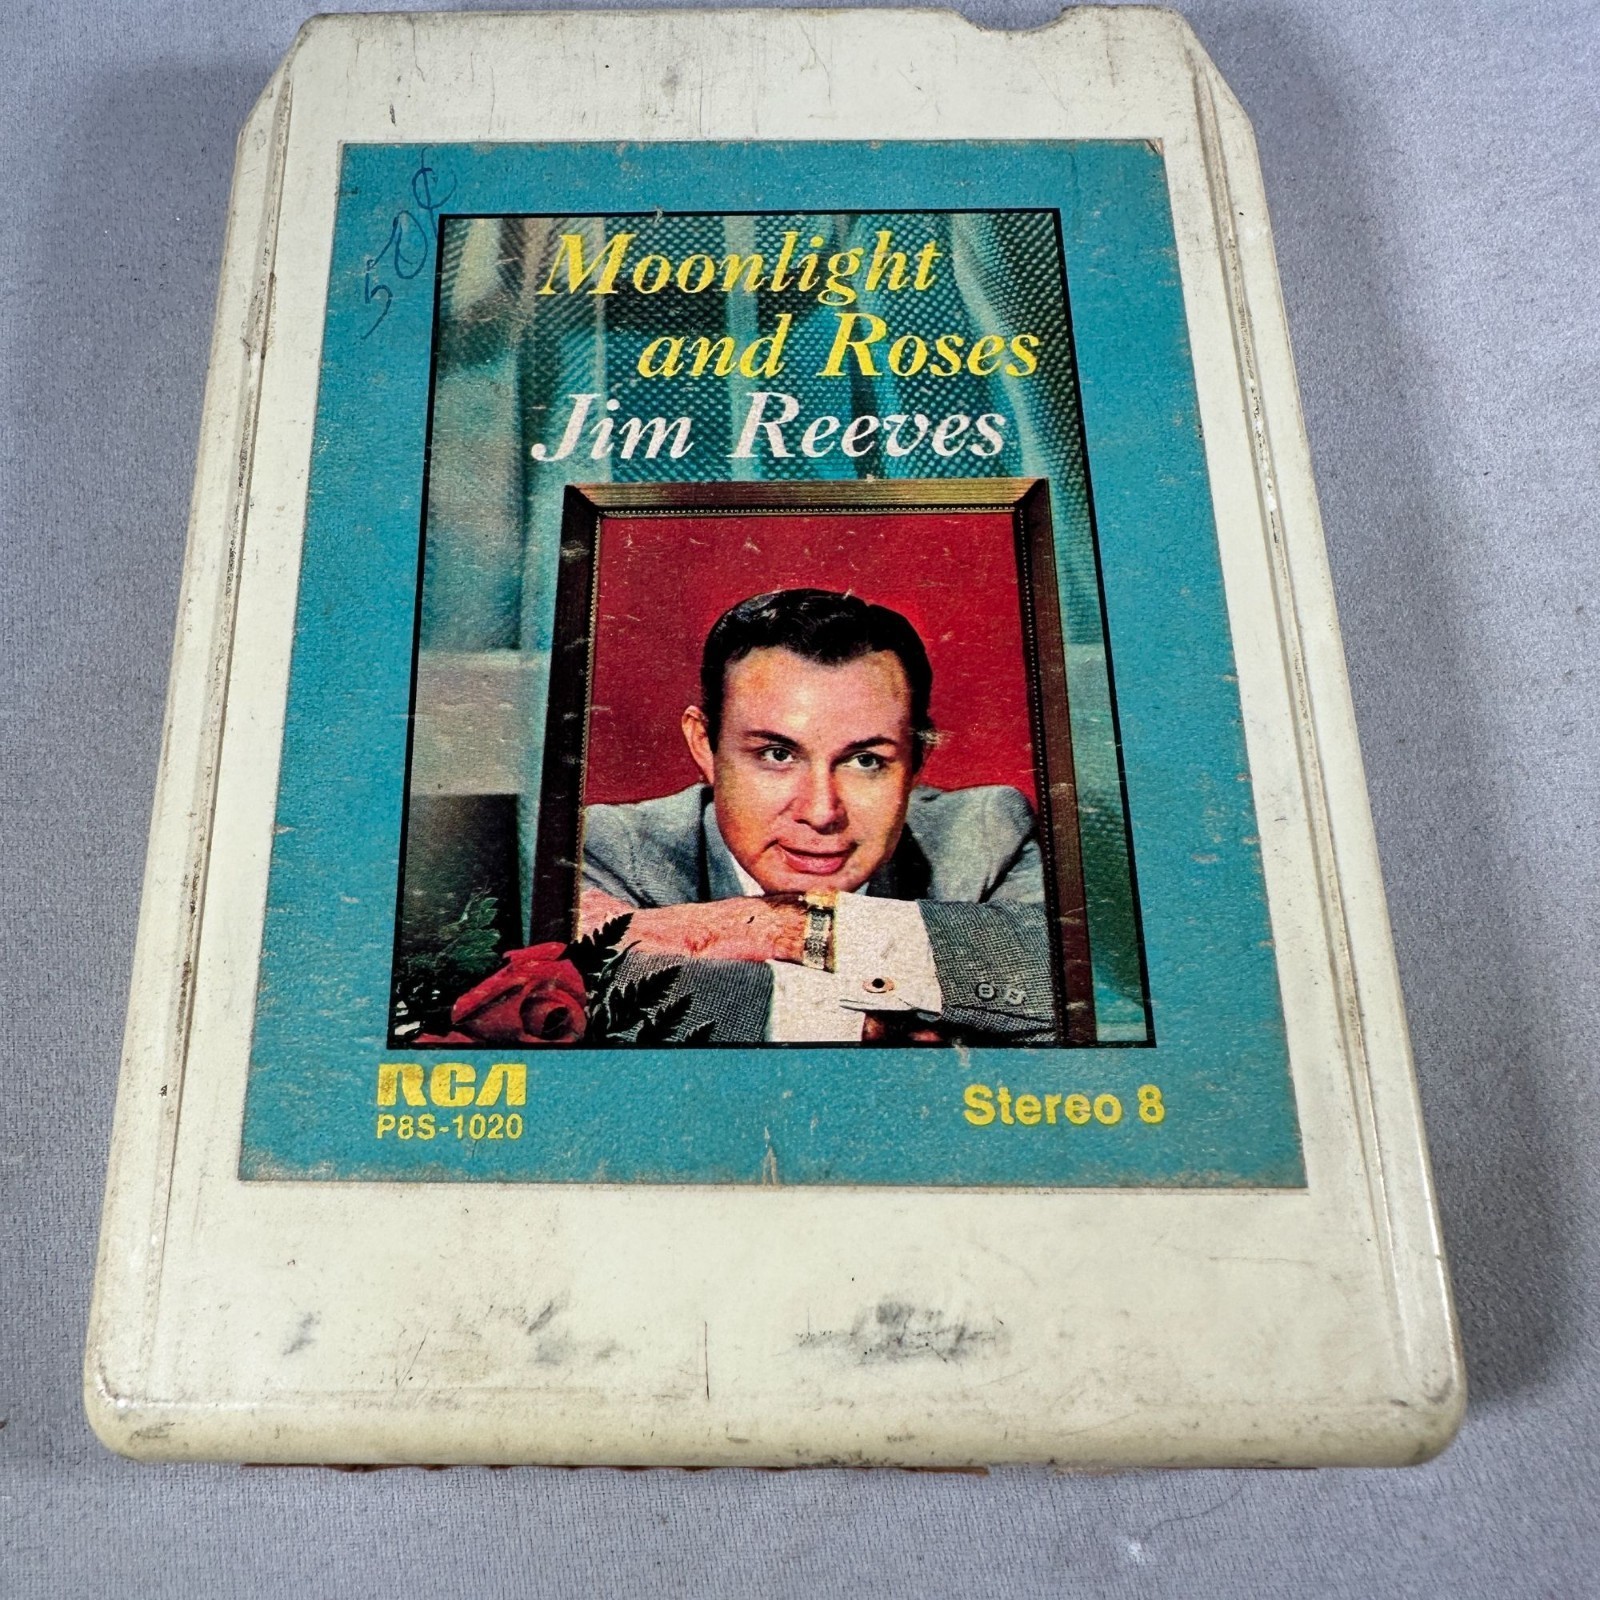 50¢
Moonlight
and Roses
Jim Reeves
RCA
P8S-1020
Stereo 8